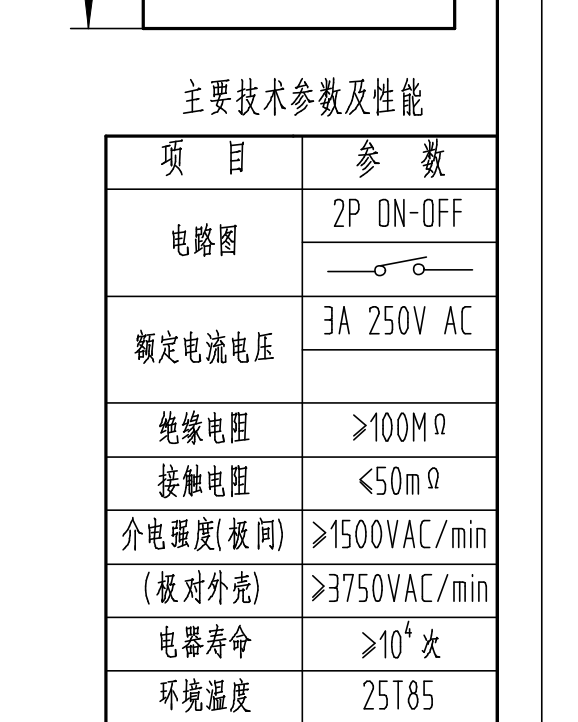 主要技术参数及性能
项 目 参 数
电路图 2P ON-OFF
额定电流电压 3A 250V AC
绝缘电阻 ≥100MΩ
接触电阻 ≤50mΩ
介电强度(极间) ≥1500VAC/min
(极对外壳) ≥3750VAC/min
电器寿命 ≥10⁴次
环境温度 25T85